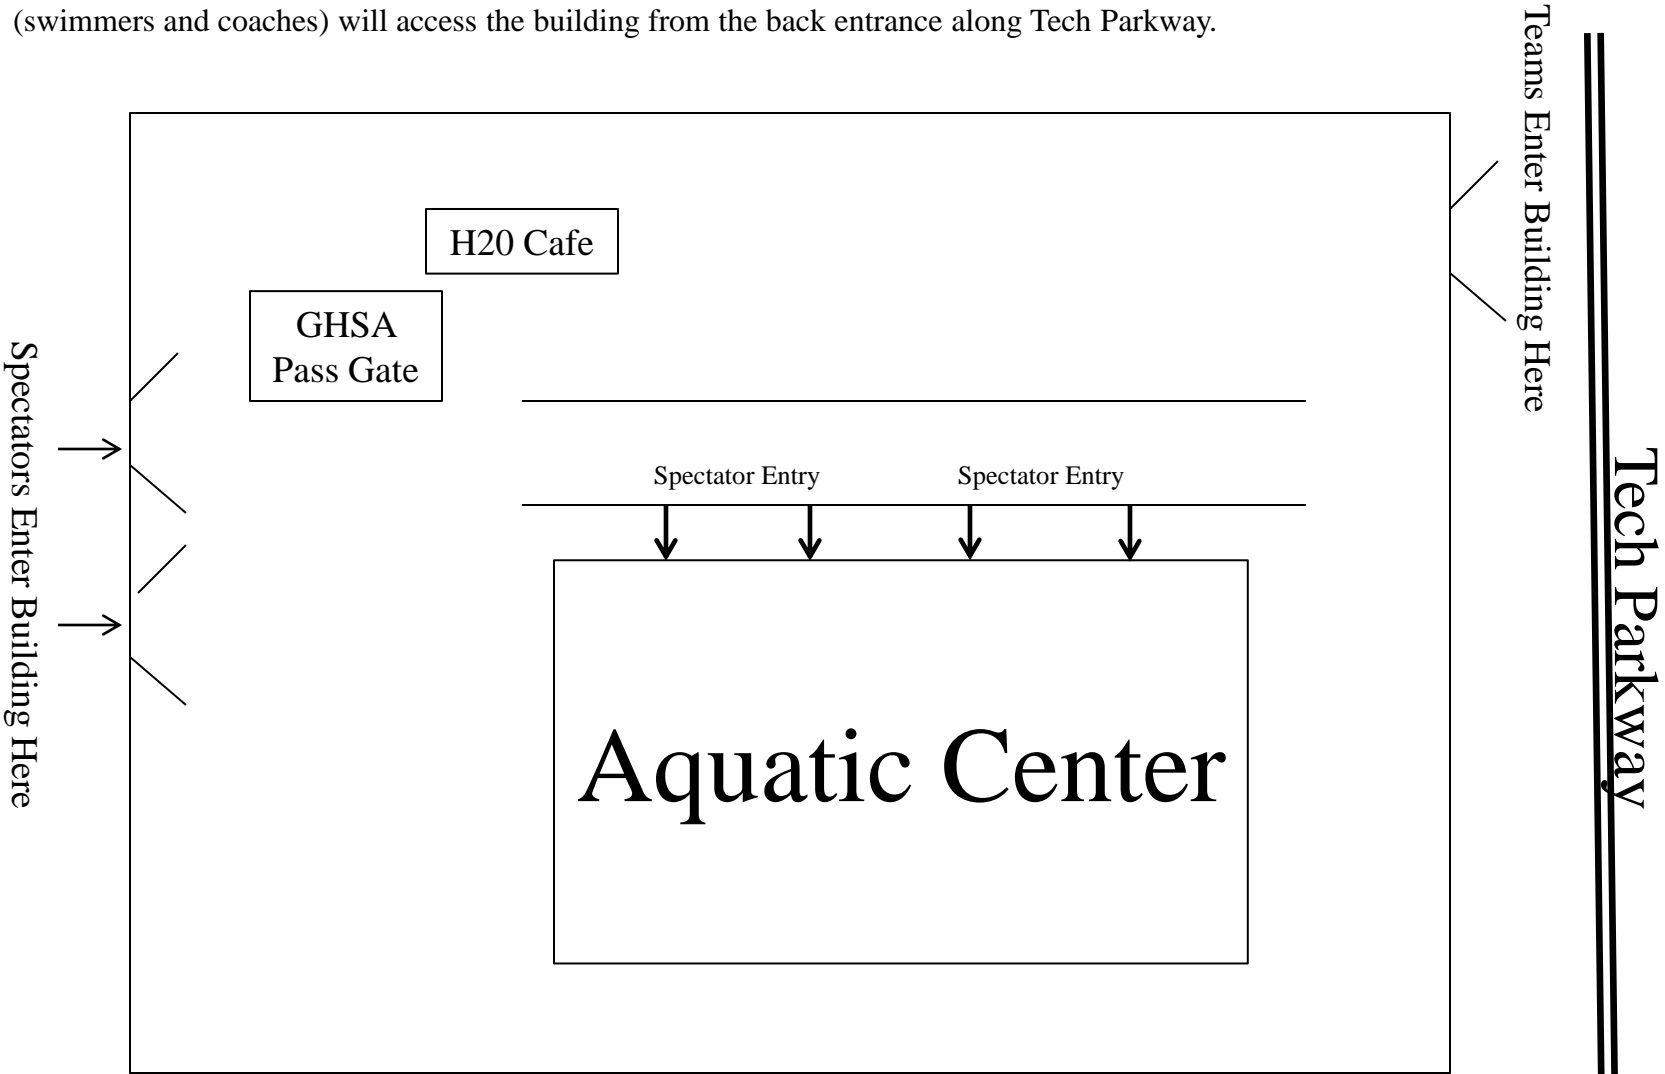 (swimmers and coaches) will access the building from the back entrance along Tech Parkway.
Teams Enter Building Here
H20 Cafe
GHSA
Pass Gate
Spectators Enter Building Here
Spectator Entry
Spectator Entry
Tech Parkway
Aquatic Center